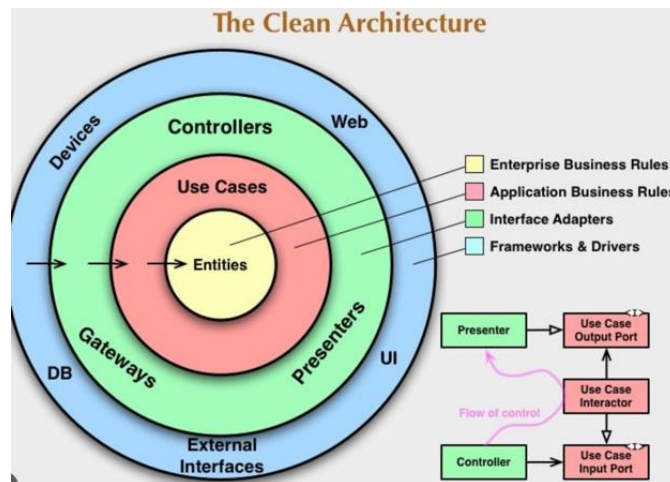 The Clean Architecture
Devices
Web
Controllers
Use Cases
Entities
Gateways
Presenters
DB
UI
External
Interfaces
Enterprise Business Rules
Application Business Rules
Interface Adapters
Frameworks & Drivers
Presenter
Use Case
Output Port
Flow of control
Use Case
Interactor
Controller
Use Case
Input Port